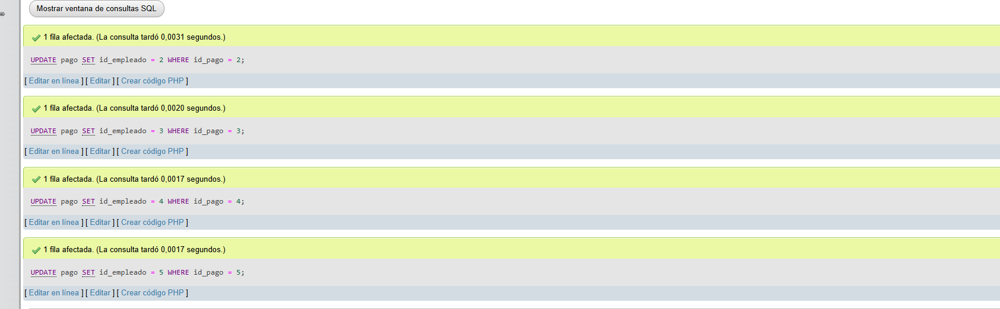 Mostrar ventana de consultas SQL
1 fila afectada. (La consulta tardó 0,0031 segundos.)
UPDATE pago SET id_empleado = 2 WHERE id_pago = 2;
[ Editar en línea ] [ Editar ] [ Crear código PHP ]
1 fila afectada. (La consulta tardó 0,0020 segundos.)
UPDATE pago SET id_empleado = 3 WHERE id_pago = 3;
[ Editar en línea ] [ Editar ] [ Crear código PHP ]
1 fila afectada. (La consulta tardó 0,0017 segundos.)
UPDATE pago SET id_empleado = 4 WHERE id_pago = 4;
[ Editar en línea ] [ Editar ] [ Crear código PHP ]
1 fila afectada. (La consulta tardó 0,0017 segundos.)
UPDATE pago SET id_empleado = 5 WHERE id_pago = 5;
[ Editar en línea ] [ Editar ] [ Crear código PHP ]